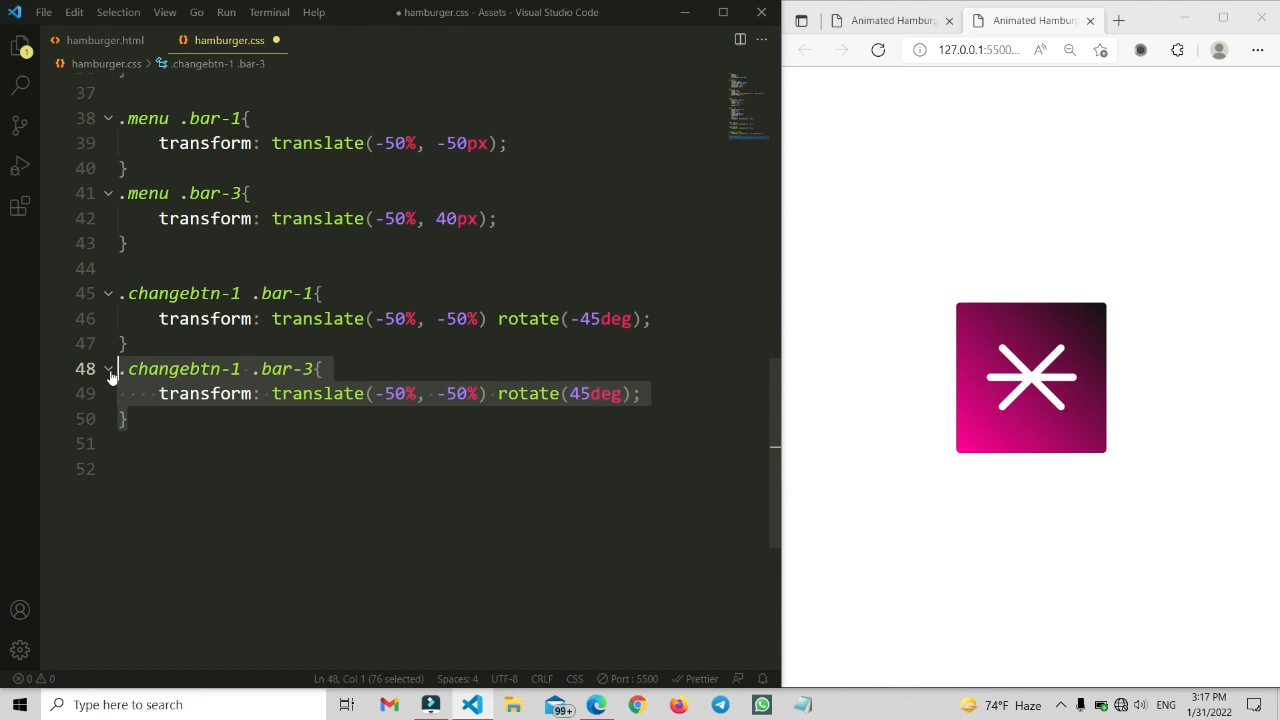 File Edit Selection View Go Run Terminal Help
● hamburger.css - Assets - Visual Studio Code
Animated Hamburg
Animated Hamburg
hamburger.html
hamburger.css
127.0.0.1:5500...
hamburger.css > .changebtn-1 .bar-3
37
38 .menu .bar-1{
39 transform: translate(-50%, -50px);
40 }
41 .menu .bar-3{
42 transform: translate(-50%, 40px);
43 }
44
45 .changebtn-1 .bar-1{
46 transform: translate(-50%, -50%) rotate(-45deg);
47 }
48 .changebtn-1 .bar-3{
49 transform: translate(-50%, -50%) rotate(45deg);
50 }
51
52
1
0 0
Ln 48, Col 1 (76 selected)
Spaces: 4
UTF-8
CRLF
CSS
Port : 5500
Prettier
Type here to search
99+
74°F Haze
ENG
3:17 PM
1/31/2022